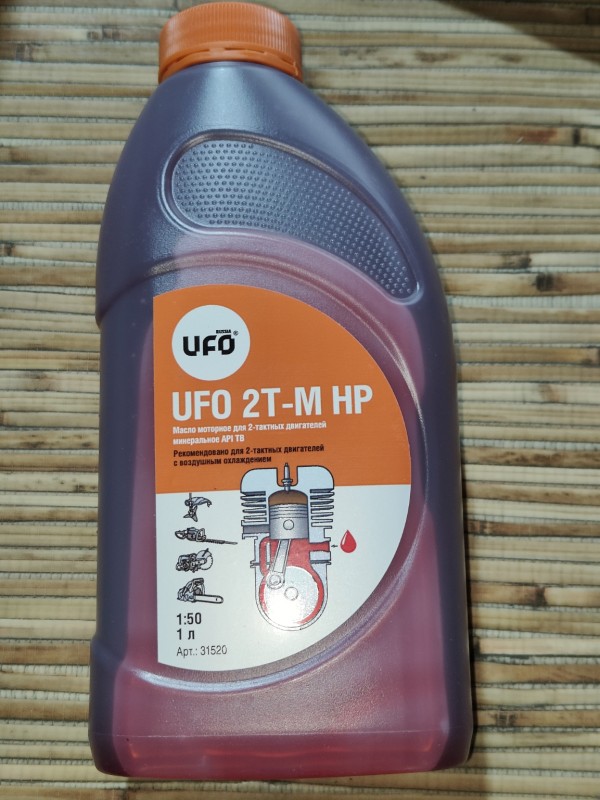 RUSSIA
UFO®
UFO 2T-M HP
Масло моторное для 2-тактных двигателей
минеральное API TB
Рекомендовано для 2-тактных двигателей
с воздушным охлаждением
1:50
1 л
Арт.: 31520